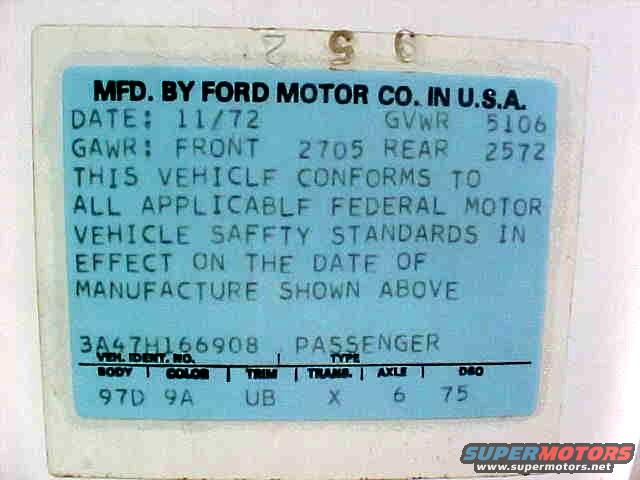 2 5 9
MFD. BY FORD MOTOR CO. IN U.S.A.
DATE: 11/72 GVWR 5106
GAWR: FRONT 2705 REAR 2572
THIS VEHICLF CONFORMS TO
ALL APPLICABLF FEDERAL MOTOR
VEHICLE SAFFTY STANDARDS IN
EFFECT ON THE DATE OF
MANUFACTURE SHOWN ABOVE
3A47H166908 PASSENGER
VEH. IDENT. NO. TYPE
BODY | COLOR | TRIM | TRANS. | AXLE | DSO
97D 9A UB X 6 75
SUPERMOTORS
www.supermotors.net